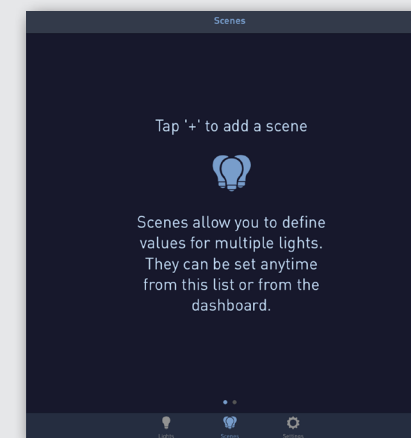 Scenes
Tap '+' to add a scene
Scenes allow you to define
values for multiple lights.
They can be set anytime
from this list or from the
dashboard.
Lights
Scenes
Settings